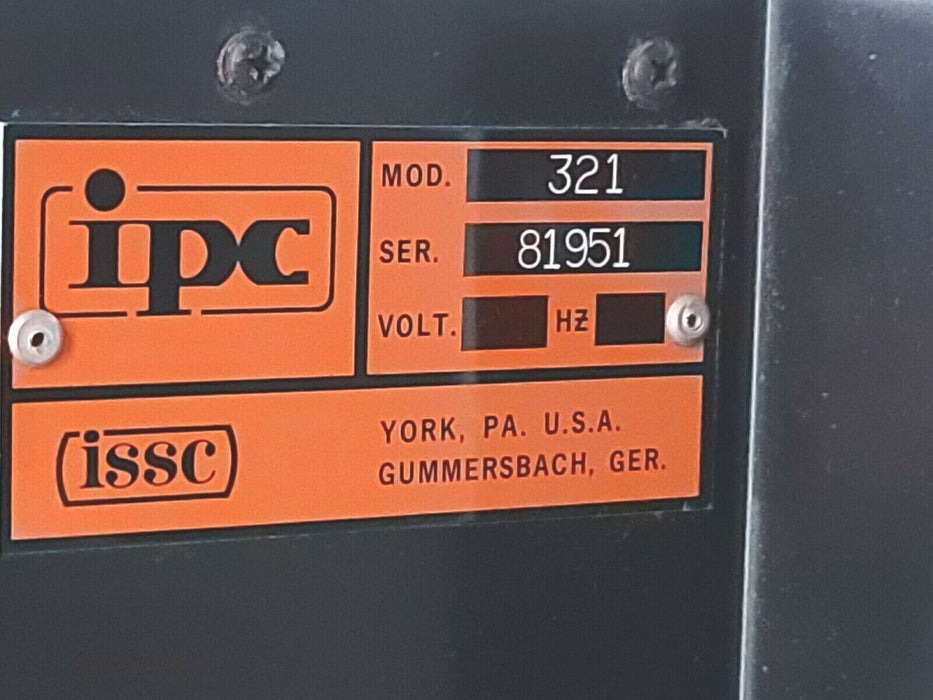 ipc
MOD. 321
SER. 81951
VOLT. HZ
issc
YORK, PA. U.S.A.
GUMMERSBACH, GER.